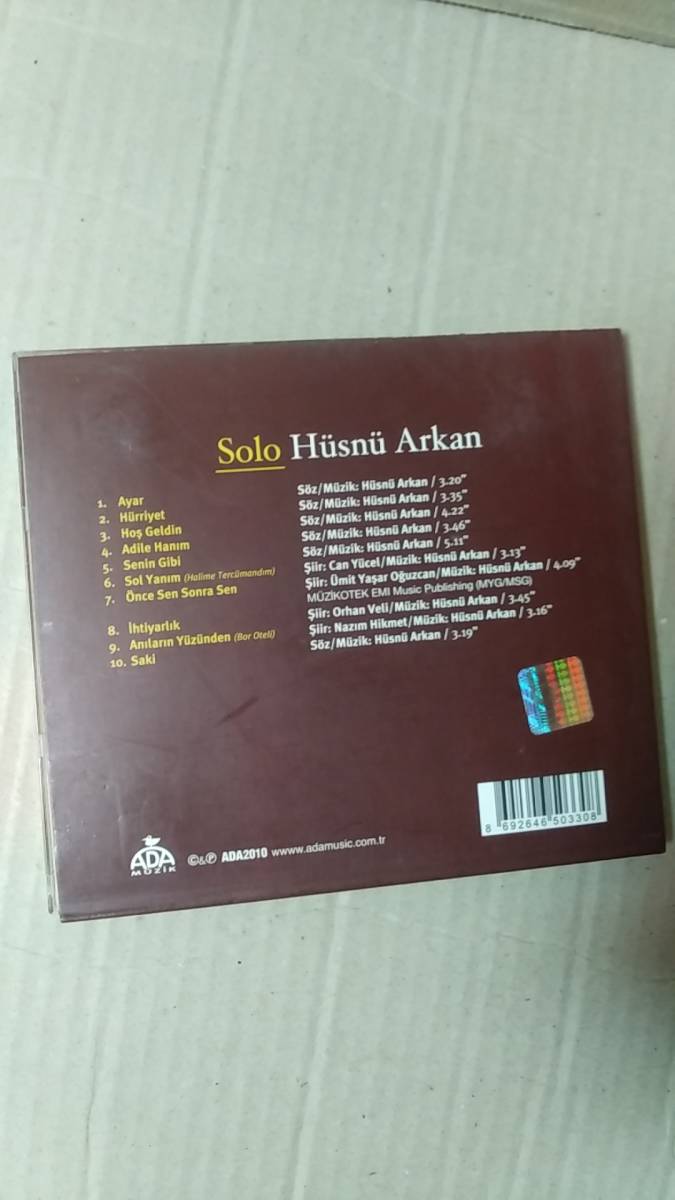 Solo Hüsnü Arkan
1. Ayar Söz/Müzik: Hüsnü Arkan / 3.20"
2. Hürriyet Söz/Müzik: Hüsnü Arkan / 3.35"
3. Hoş Geldin Söz/Müzik: Hüsnü Arkan / 4.22"
4. Adile Hanım Söz/Müzik: Hüsnü Arkan / 3.46"
5. Senin Gibi Söz/Müzik: Hüsnü Arkan / 5.11"
6. Sol Yanım (Halime Tercümandım) Şiir: Can Yücel/Müzik: Hüsnü Arkan / 3.13"
7. Önce Sen Sonra Sen Şiir: Ümit Yaşar Oğuzcan/Müzik: Hüsnü Arkan / 4.09"
MÜZİKOTEK EMI Music Publishing (MYG/MSG)
8. İhtiyarlık Şiir: Orhan Veli/Müzik: Hüsnü Arkan / 3.45"
9. Anıların Yüzünden (Bor Oteli) Şiir: Nazım Hikmet/Müzik: Hüsnü Arkan / 3.16"
10. Saki Söz/Müzik: Hüsnü Arkan / 3.19"
8 692646 503308
ADA
MÜZİK
©&℗ ADA2010 www.adamusic.com.tr